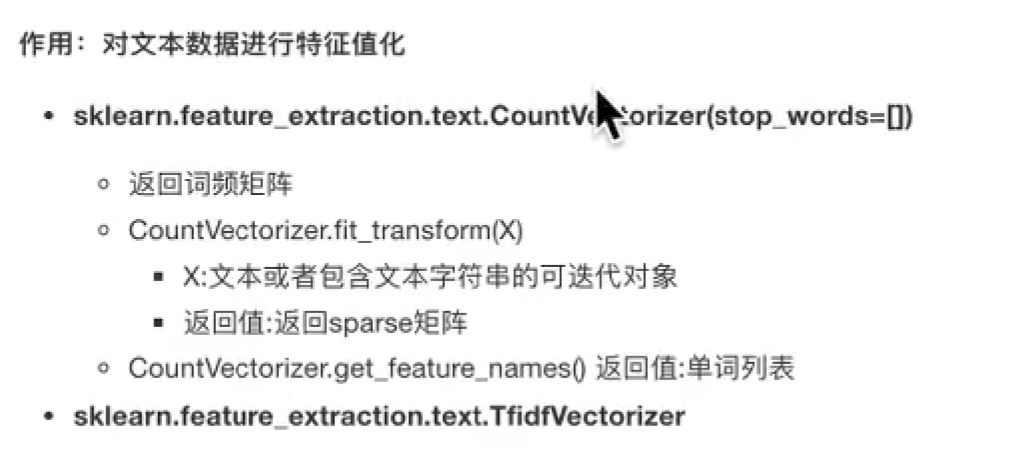 作用：对文本数据进行特征值化
• sklearn.feature_extraction.text.CountVectorizer(stop_words=[])
◦ 返回词频矩阵
◦ CountVectorizer.fit_transform(X)
▪ X:文本或者包含文本字符串的可迭代对象
▪ 返回值:返回sparse矩阵
◦ CountVectorizer.get_feature_names() 返回值:单词列表
• sklearn.feature_extraction.text.TfidfVectorizer